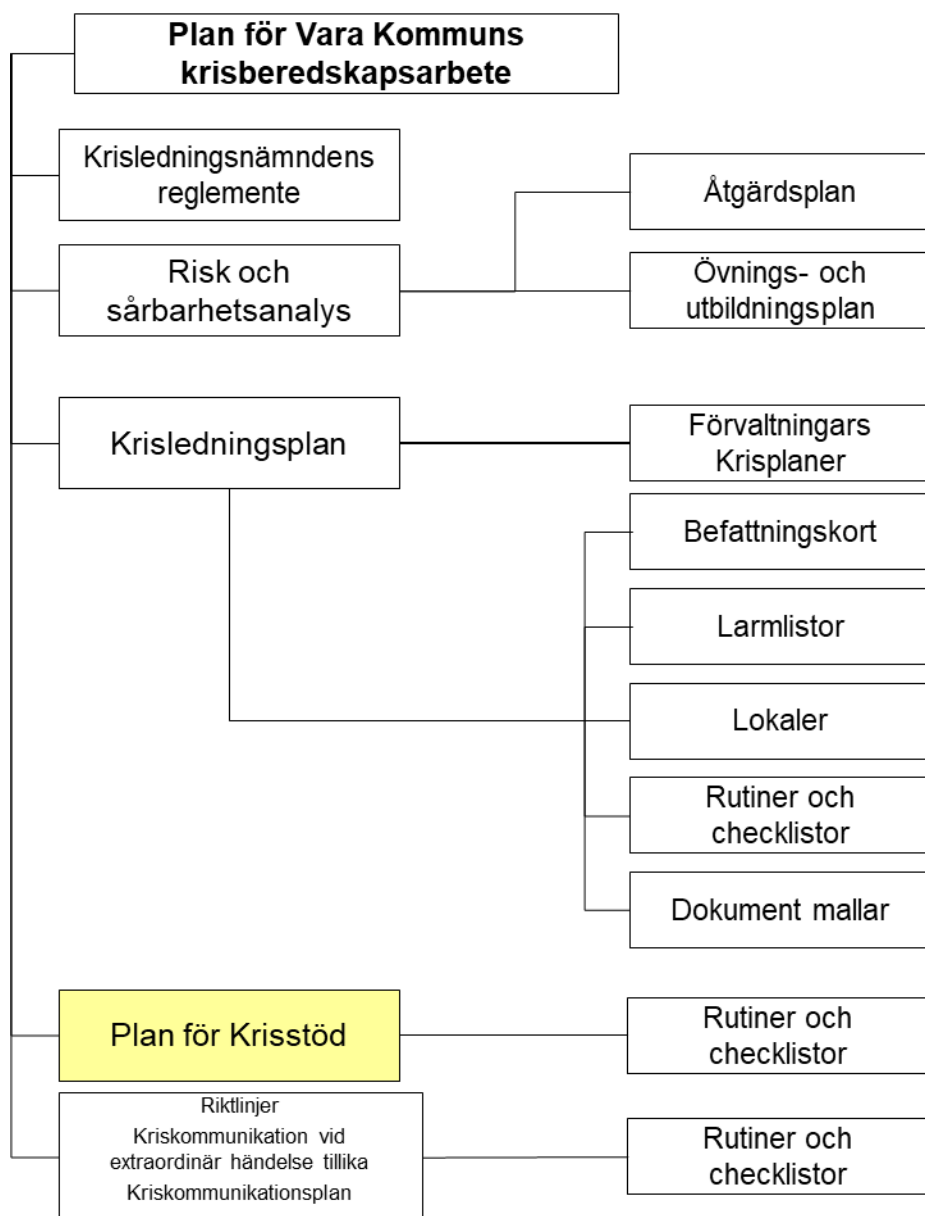 Plan för Vara Kommuns
krisberedskapsarbete
Krisledningsnämndens
reglemente
Åtgärdsplan
Risk och
sårbarhetsanalys
Övnings- och
utbildningsplan
Krisledningsplan
Förvaltningars
Krisplaner
Befattningskort
Larmlistor
Lokaler
Rutiner och
checklistor
Dokument mallar
Plan för Krisstöd
Rutiner och
checklistor
Riktlinjer
Kriskommunikation vid
extraordinär händelse tillika
Kriskommunikationsplan
Rutiner och
checklistor